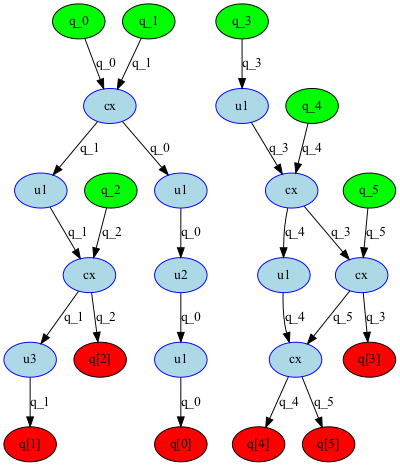 q_0 q_1 q_3
q_0 q_1 q_3
cx u1 q_4
q_1 q_0 q_3 q_4
u1 q_2 u1 cx q_5
q_1 q_2 q_0 q_4 q_3 q_5
cx u2 u1 cx
q_1 q_2 q_0 q_4 q_5 q_3
u3 q[2] u1 cx q[3]
q_1 q_0 q_4 q_5
q[1] q[0] q[4] q[5]